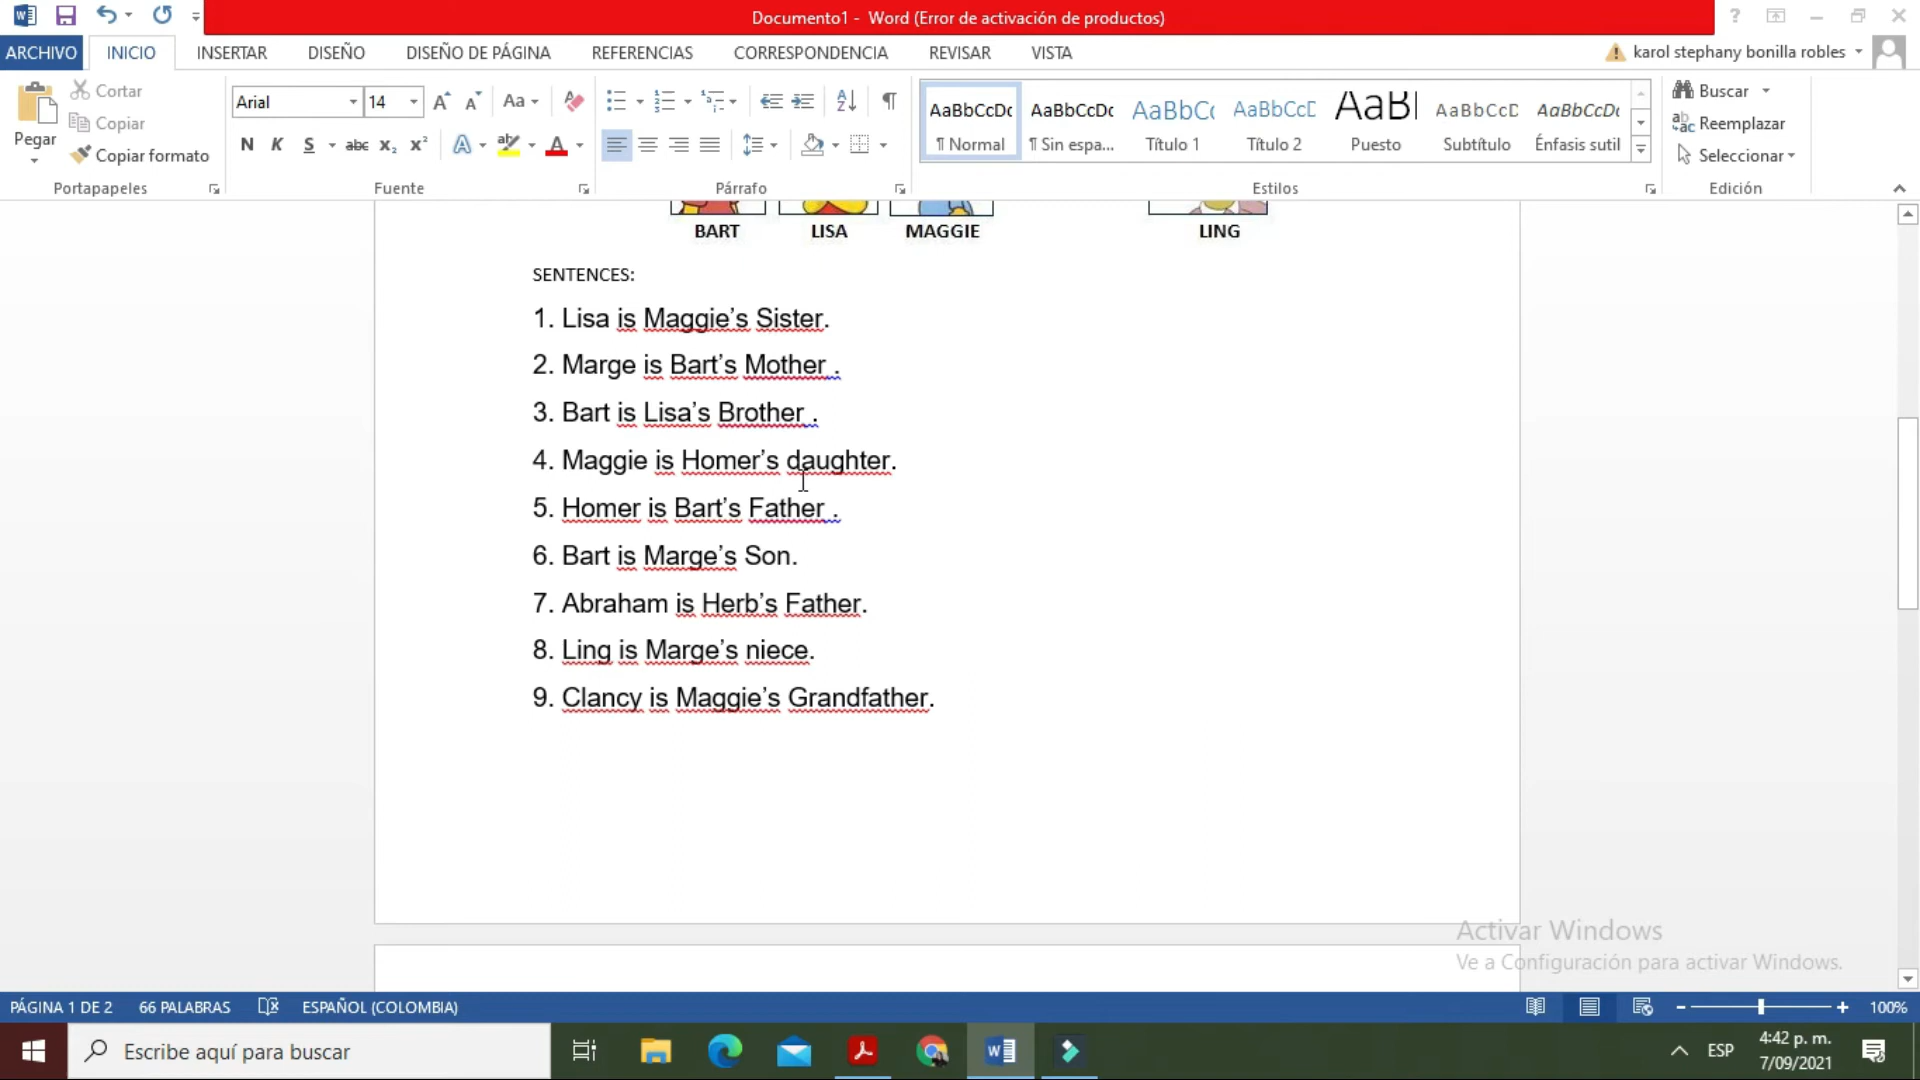 Documento1 - Word (Error de activación de productos)
?
ARCHIVO INICIO INSERTAR DISEÑO DISEÑO DE PÁGINA REFERENCIAS CORRESPONDENCIA REVISAR VISTA karol stephany bonilla robles
Pegar
Cortar
Copiar
Copiar formato
Portapapeles
Arial 14
Aa
N K S abc x₂ x² A ab A
Fuente
Párrafo
AaBbCcDc AaBbCcDc AaBbCc AaBbCcD AaBl AaBbCcD AaBbCcDc
¶ Normal ¶ Sin espa... Título 1 Título 2 Puesto Subtítulo Énfasis sutil
Estilos
Buscar
Reemplazar
Seleccionar
Edición
BART LISA MAGGIE LING
SENTENCES:
1. Lisa is Maggie’s Sister.
2. Marge is Bart’s Mother .
3. Bart is Lisa’s Brother .
4. Maggie is Homer’s daughter.
5. Homer is Bart’s Father .
6. Bart is Marge’s Son.
7. Abraham is Herb’s Father.
8. Ling is Marge’s niece.
9. Clancy is Maggie’s Grandfather.
Activar Windows
Ve a Configuración para activar Windows.
PÁGINA 1 DE 2 66 PALABRAS ESPAÑOL (COLOMBIA) 100%
Escribe aquí para buscar
ESP
4:42 p. m.
7/09/2021